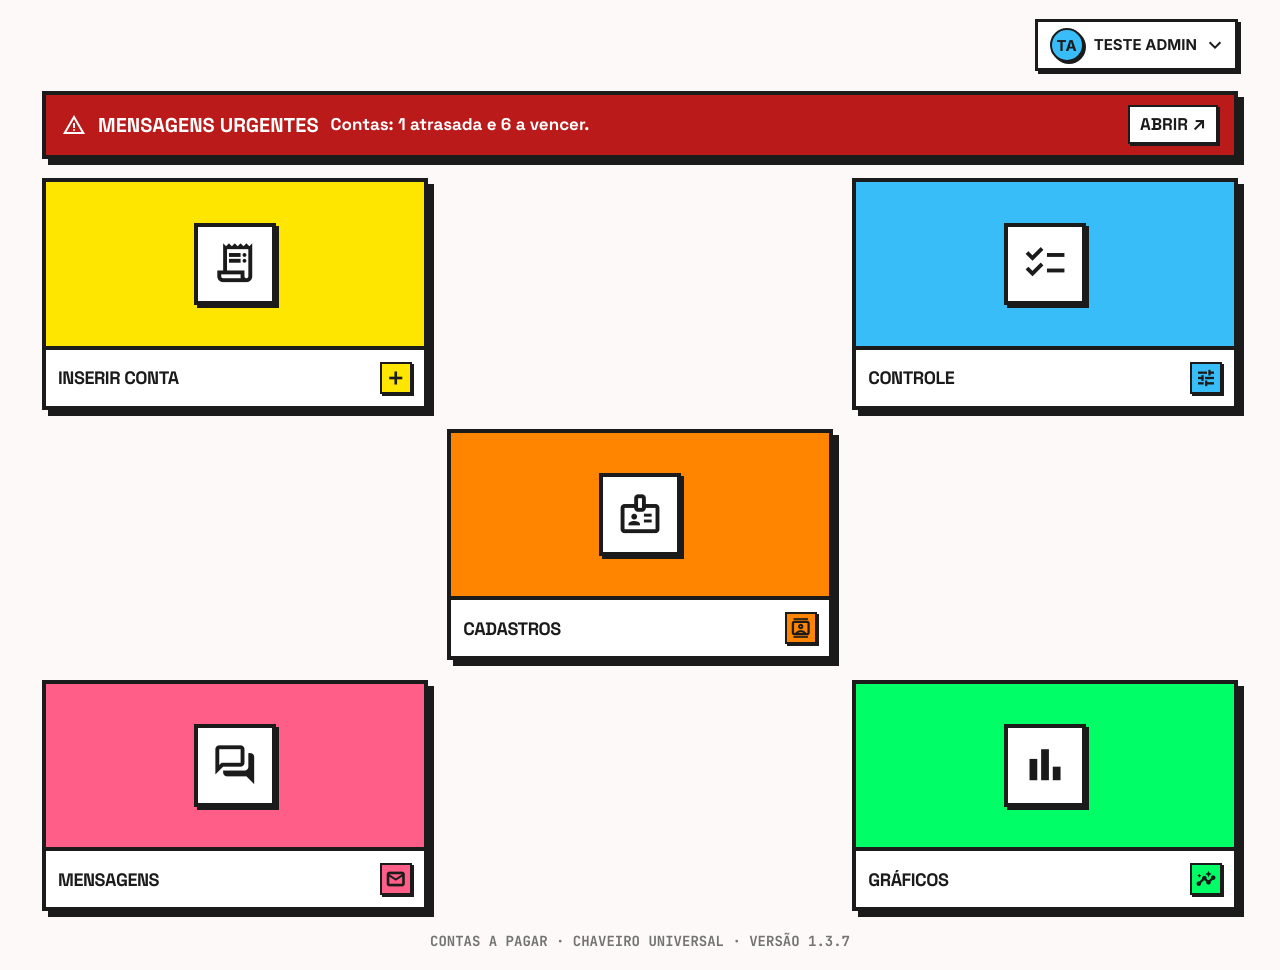 TA TESTE ADMIN
MENSAGENS URGENTES Contas: 1 atrasada e 6 a vencer. ABRIR
INSERIR CONTA
CONTROLE
CADASTROS
MENSAGENS
GRÁFICOS
CONTAS A PAGAR · CHAVEIRO UNIVERSAL · VERSÃO 1.3.7